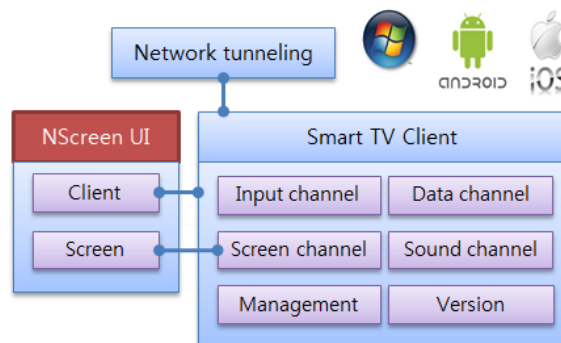 Network tunneling
ANDROID
iOS
NScreen UI
Smart TV Client
Client
Input channel
Data channel
Screen
Screen channel
Sound channel
Management
Version